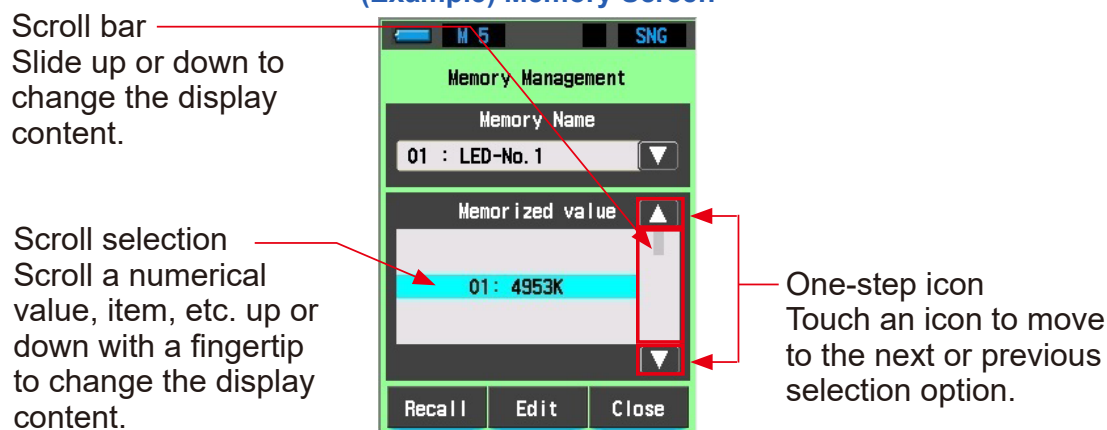 (Example) Memory Screen
Scroll bar
Slide up or down to
change the display
content.
Scroll selection
Scroll a numerical
value, item, etc. up or
down with a fingertip
to change the display
content.
M 5
SNG
Memory Management
Memory Name
01 : LED-No.1
Memorized value
01: 4953K
Recall
Edit
Close
One-step icon
Touch an icon to move
to the next or previous
selection option.